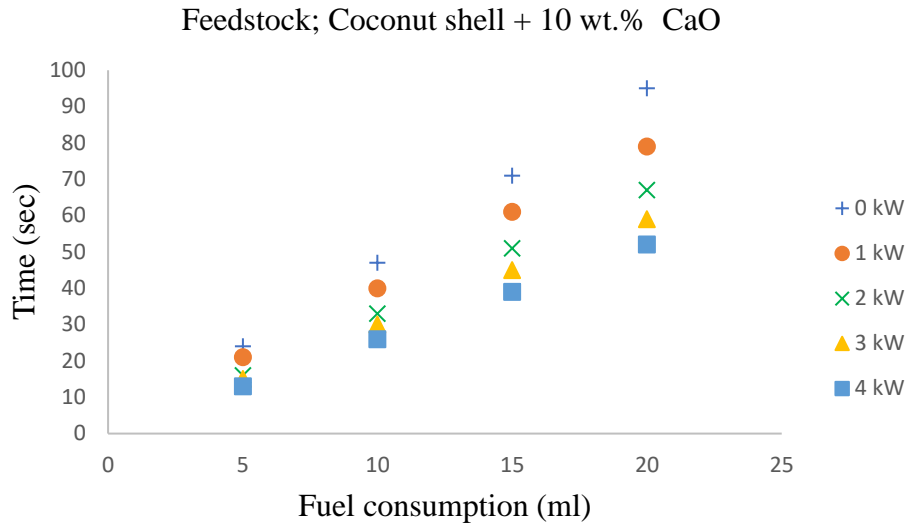 Feedstock; Coconut shell + 10 wt.% CaO
100
90
80
70
60
50
40
30
20
10
0
Time (sec)
0 5 10 15 20 25
Fuel consumption (ml)
0 kW
1 kW
2 kW
3 kW
4 kW